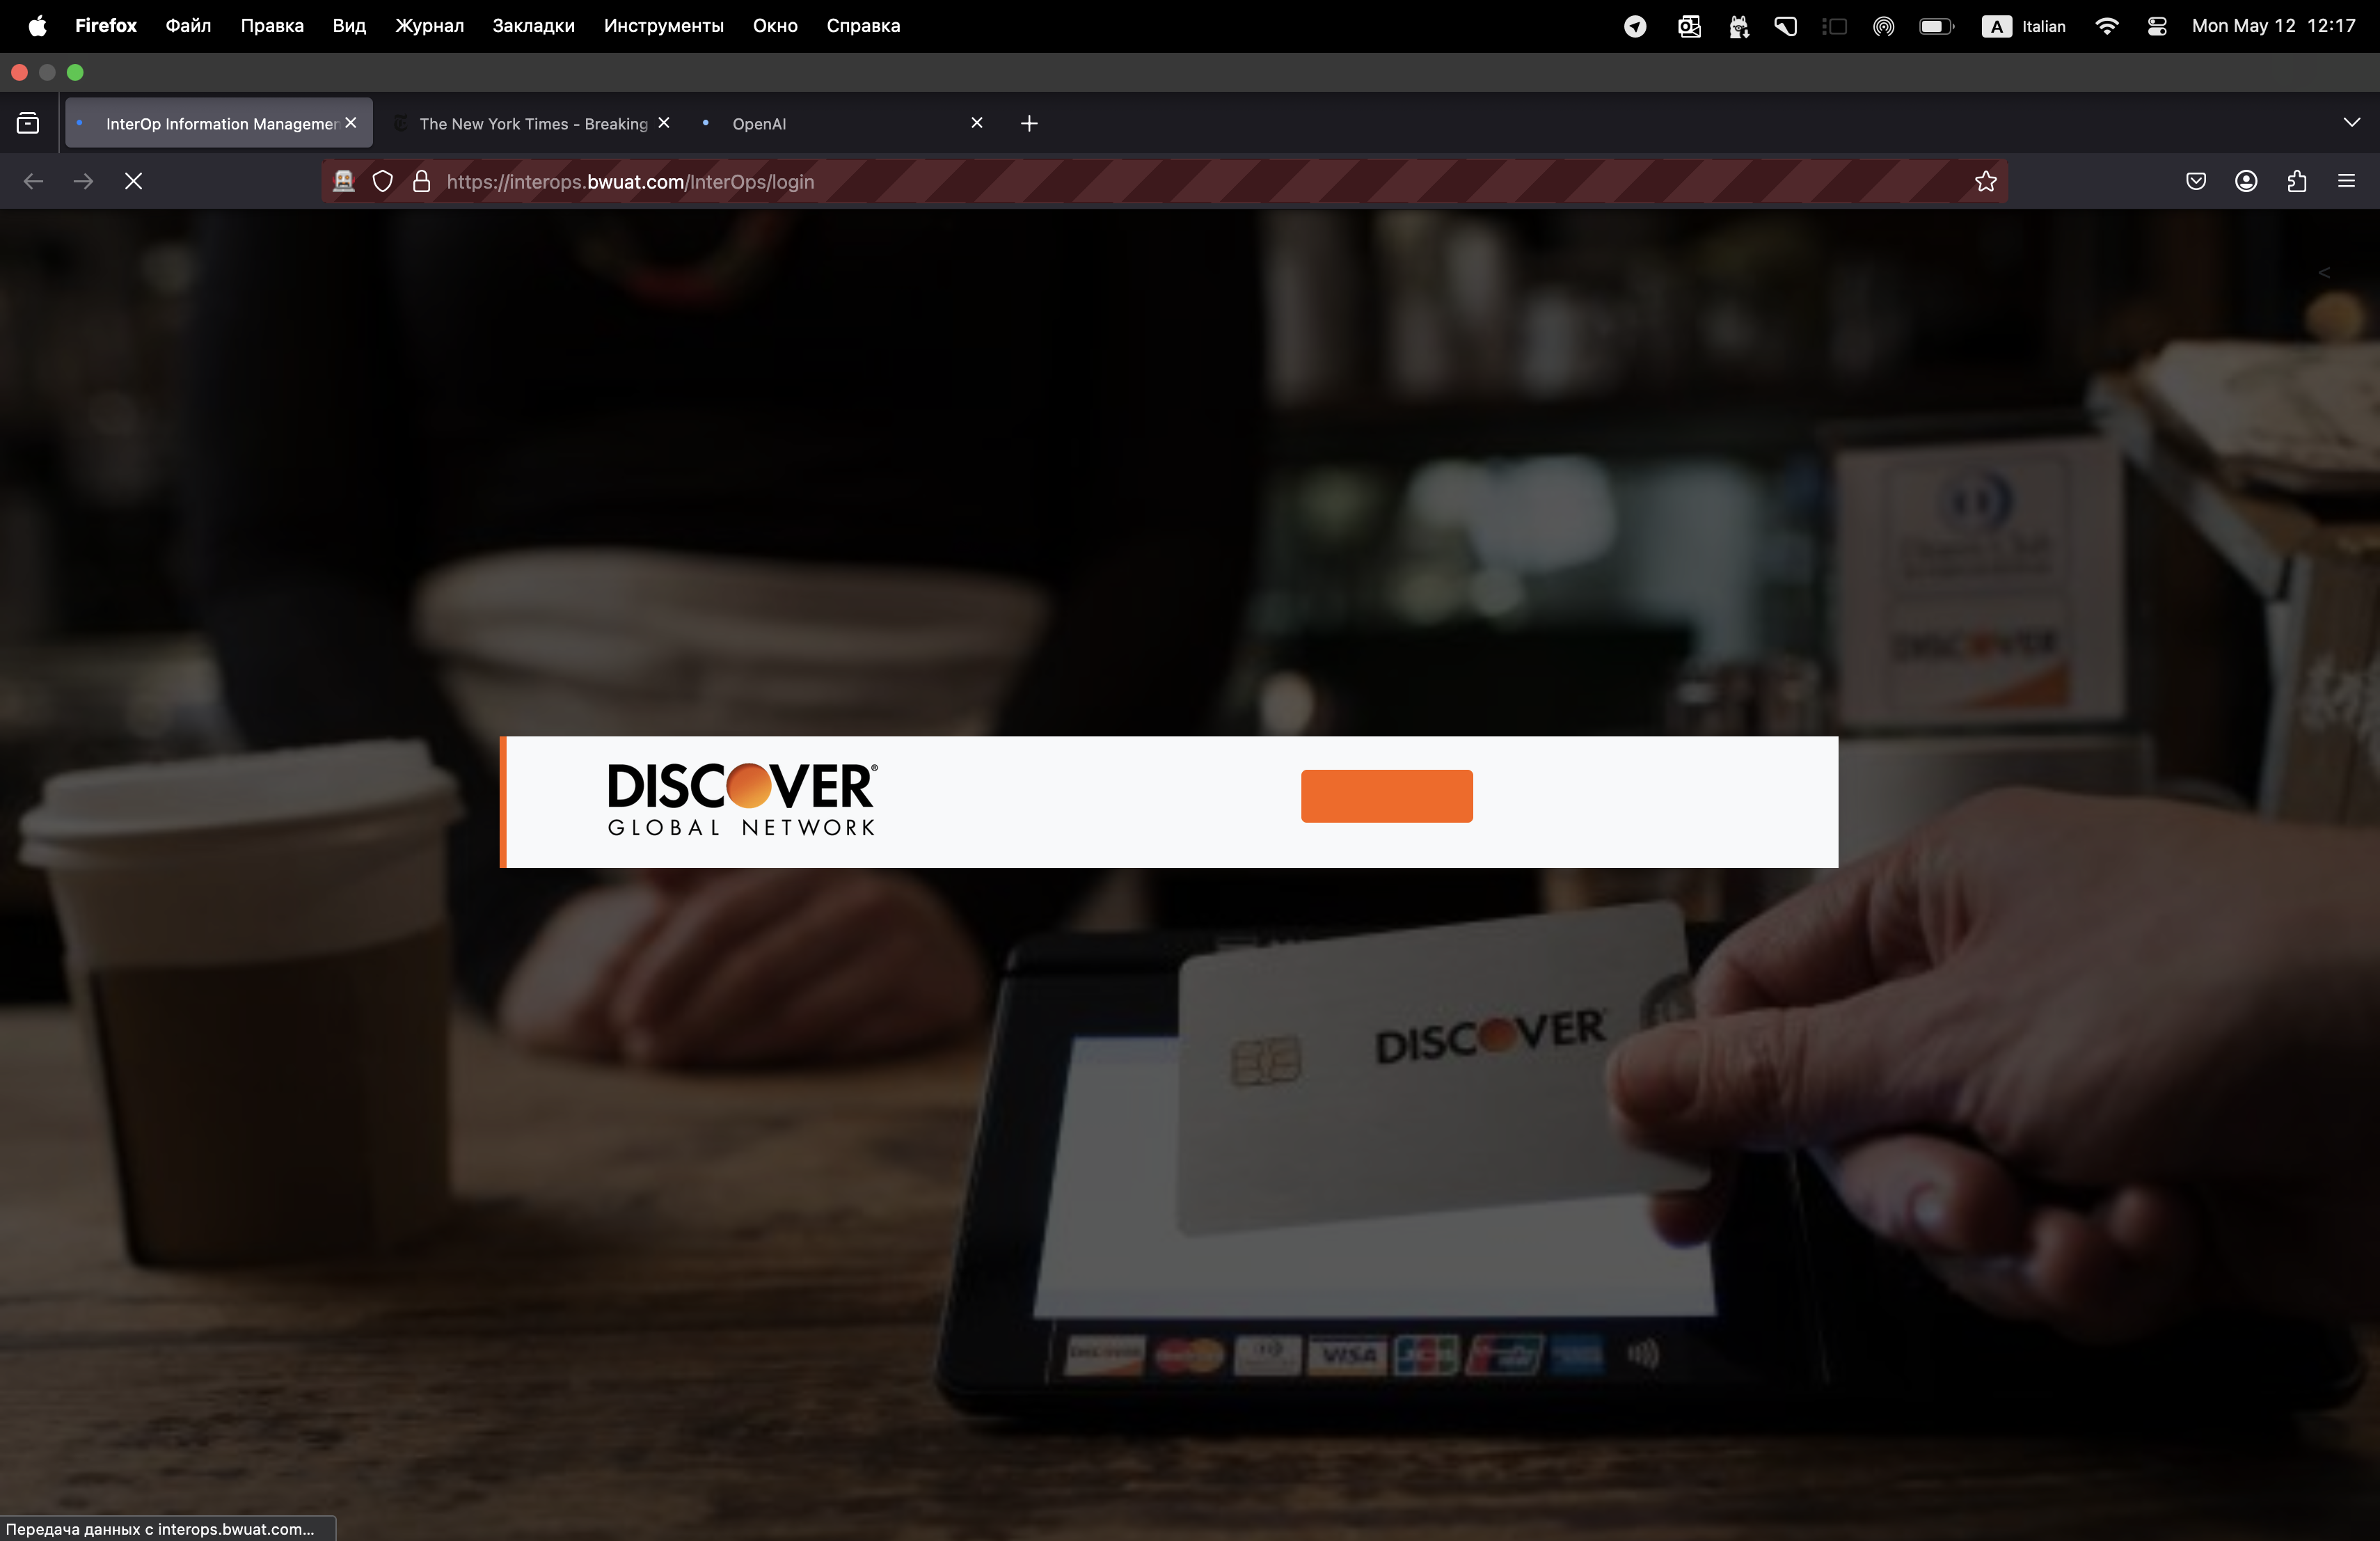 Firefox Файл Правка Вид Журнал Закладки Инструменты Окно Справка A Italian Mon May 12 12:17
InterOp Information Managemen The New York Times - Breaking OpenAI
https://interops.bwuat.com/InterOps/login
<
DISCOVER®
GLOBAL NETWORK
DISCOVER
DISCOVER
VISA
Передача данных с interops.bwuat.com...